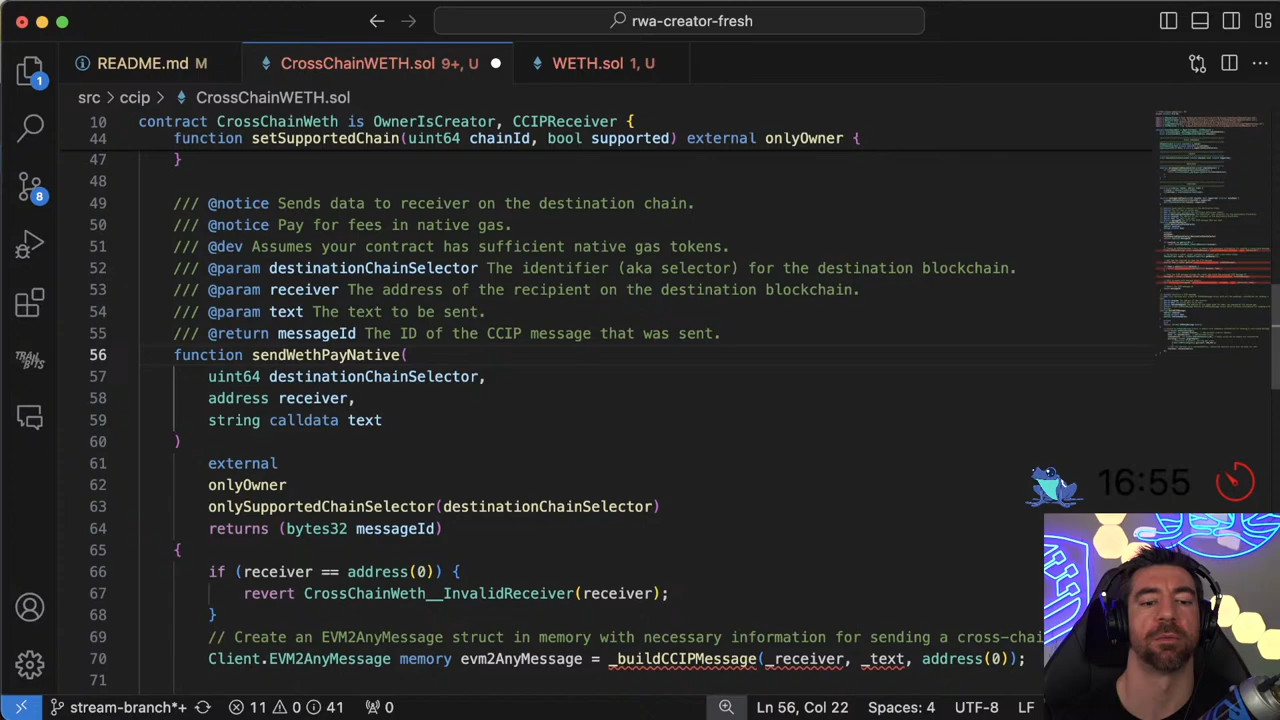 rwa-creator-fresh
README.md M
CrossChainWETH.sol 9+, U
WETH.sol 1, U
src > ccip > CrossChainWETH.sol
10 contract CrossChainWeth is OwnerIsCreator, CCIPReceiver {
44 function setSupportedChain(uint64 chainId, bool supported) external onlyOwner {
47 }
48
49 /// @notice Sends data to receiver on the destination chain.
50 /// @notice Pay for fees in native gas.
51 /// @dev Assumes your contract has sufficient native gas tokens.
52 /// @param destinationChainSelector The identifier (aka selector) for the destination blockchain.
53 /// @param receiver The address of the recipient on the destination blockchain.
54 /// @param text The text to be sent.
55 /// @return messageId The ID of the CCIP message that was sent.
56 function sendWethPayNative(
57 uint64 destinationChainSelector,
58 address receiver,
59 string calldata text
60 )
61 external
62 onlyOwner
63 onlySupportedChainSelector(destinationChainSelector)
64 returns (bytes32 messageId)
65 {
66 if (receiver == address(0)) {
67 revert CrossChainWeth__InvalidReceiver(receiver);
68 }
69 // Create an EVM2AnyMessage struct in memory with necessary information for sending a cross-chai
70 Client.EVM2AnyMessage memory evm2AnyMessage = _buildCCIPMessage(_receiver, _text, address(0));
71
1
8
16:55
stream-branch*+ 11 0 41 0 Ln 56, Col 22 Spaces: 4 UTF-8 LF